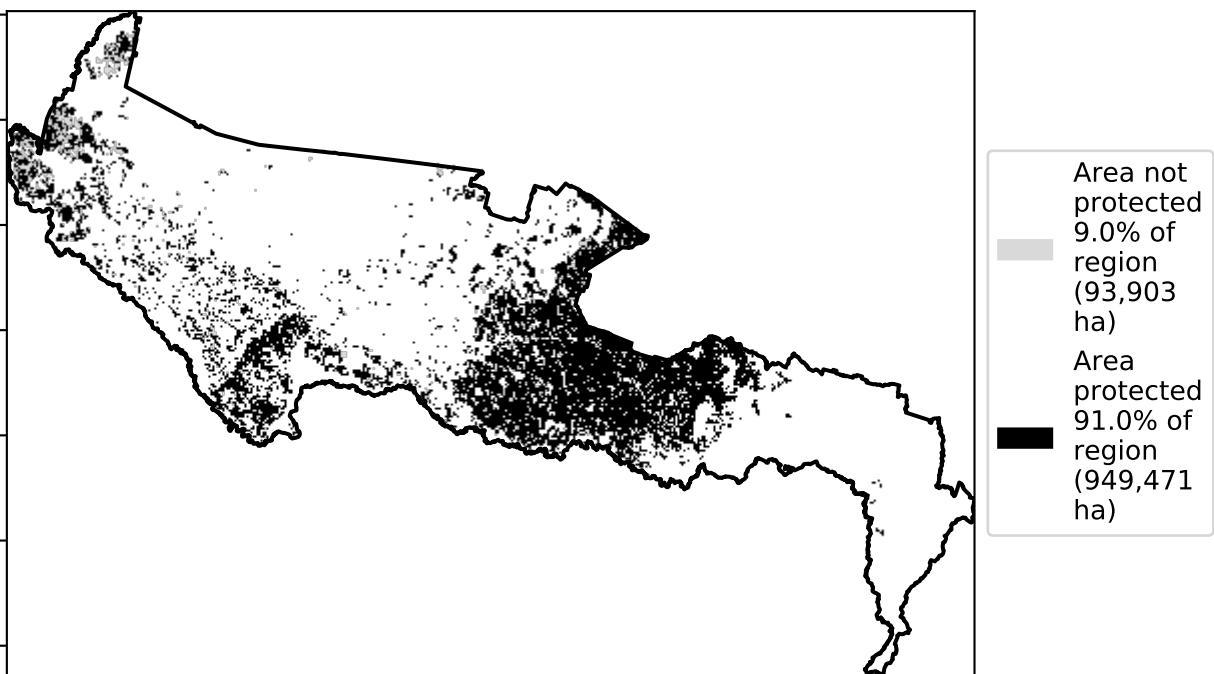 Area not
protected
9.0% of
region
(93,903
ha)
Area
protected
91.0% of
region
(949,471
ha)